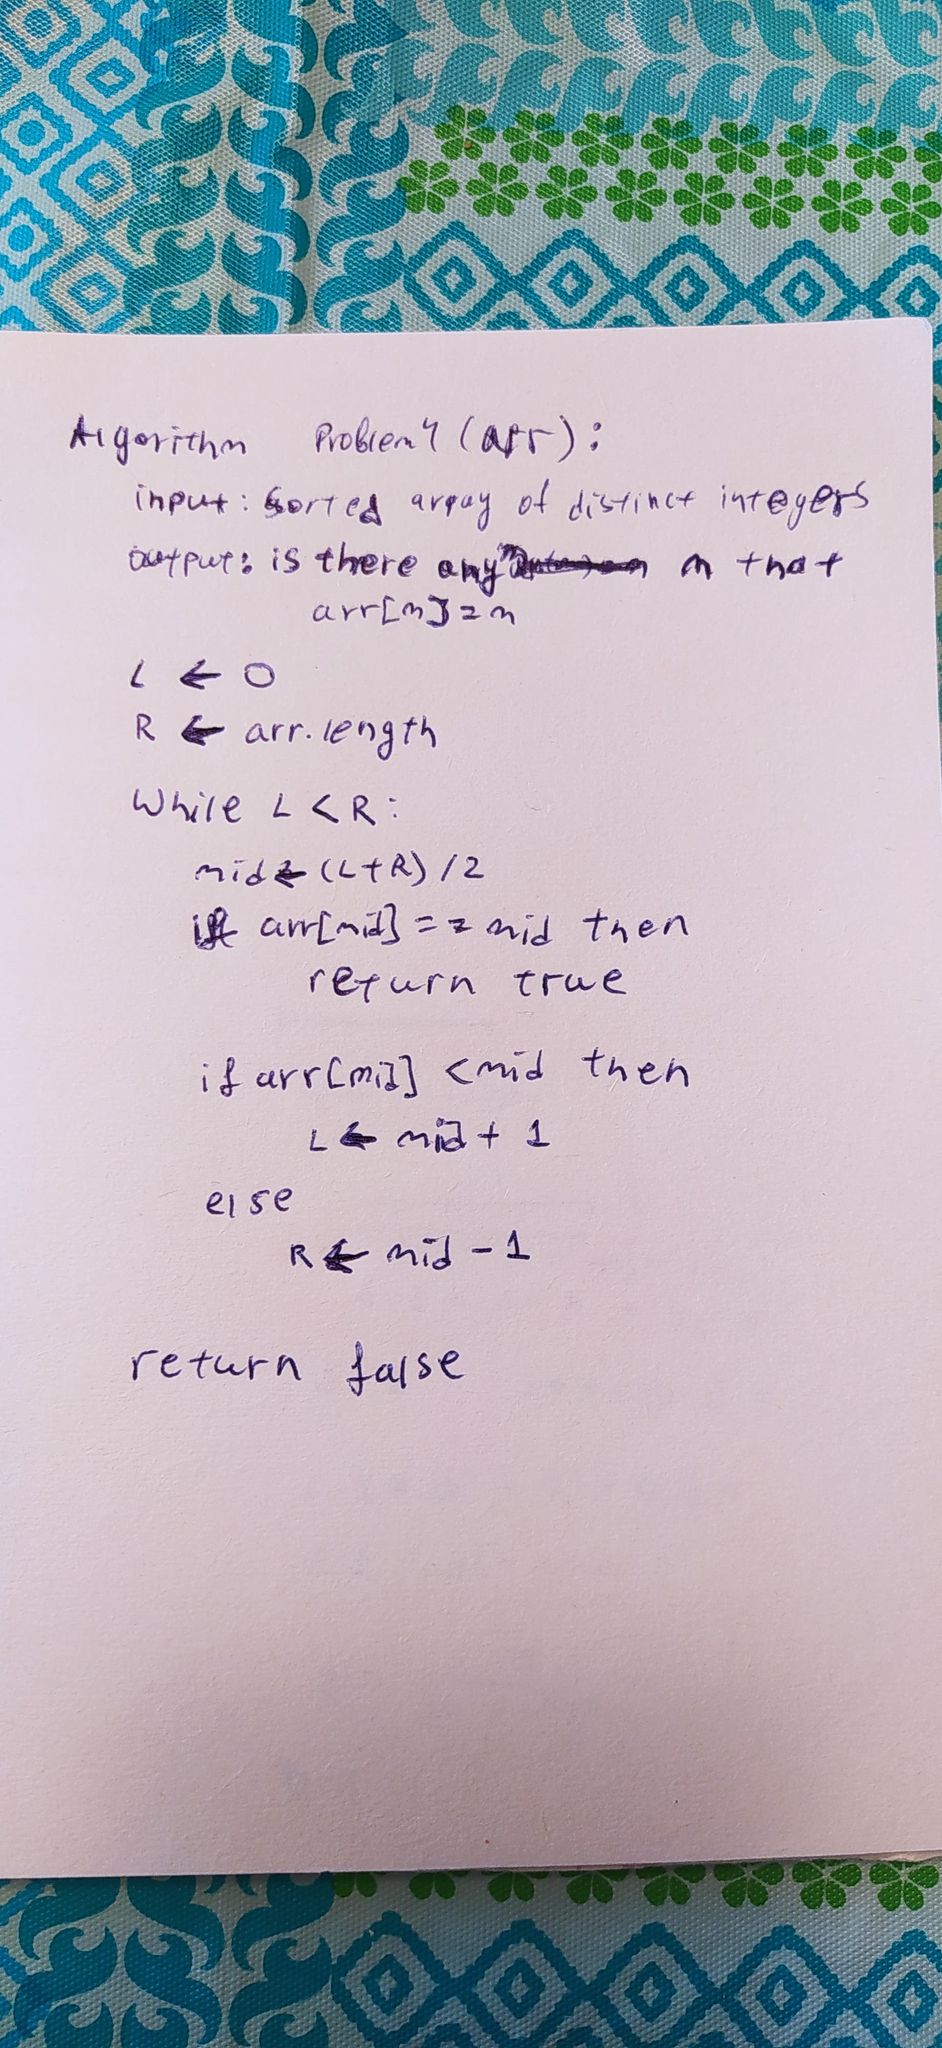 Algorithm Problem 4 (arr):
input: Sorted array of distinct integers
output: is there any m that
arr[m]=m
L ← 0
R ← arr.length
While L < R:
mid ← (L+R)/2
if arr[mid] == mid then
return true
if arr[mid] < mid then
L ← mid + 1
else
R ← mid - 1
return false